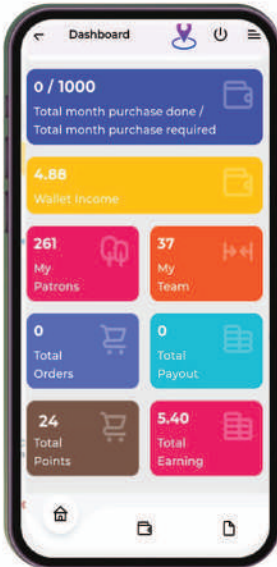 Dashboard
0 / 1000
Total month purchase done /
Total month purchase required
4.88
Wallet Income
261
My
Patrons
37
My
Team
0
Total
Orders
0
Total
Payout
24
Total
Points
5.40
Total
Earning